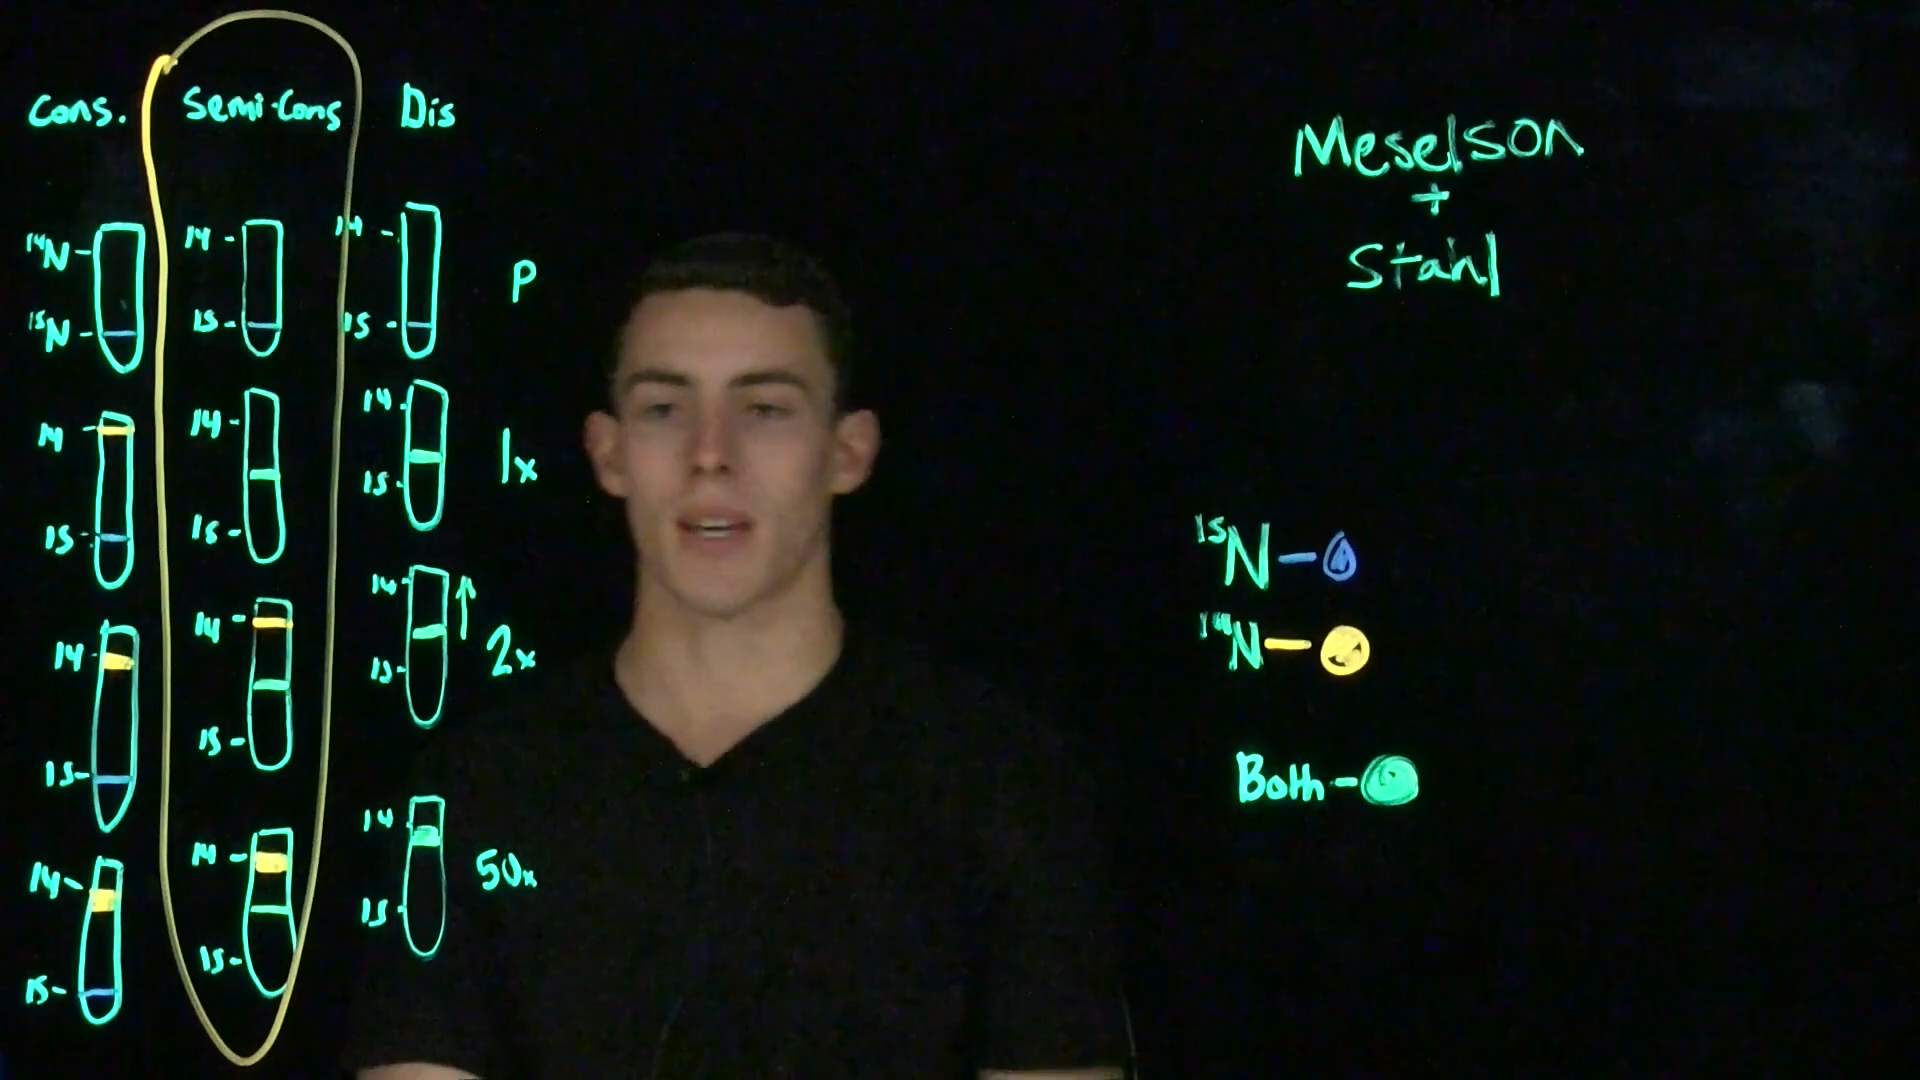 Cons. Semi-Cons Dis
¹⁴N- 14- 14-
¹⁵N- 15- 15-
P
14- 14- 14-
15- 15- 15-
1x
14- 14- 14-
15- 15- 15-
2x
14- 14- 14-
15- 15- 15-
50x
Meselson
+
Stahl
¹⁵N-
¹⁴N-
Both-